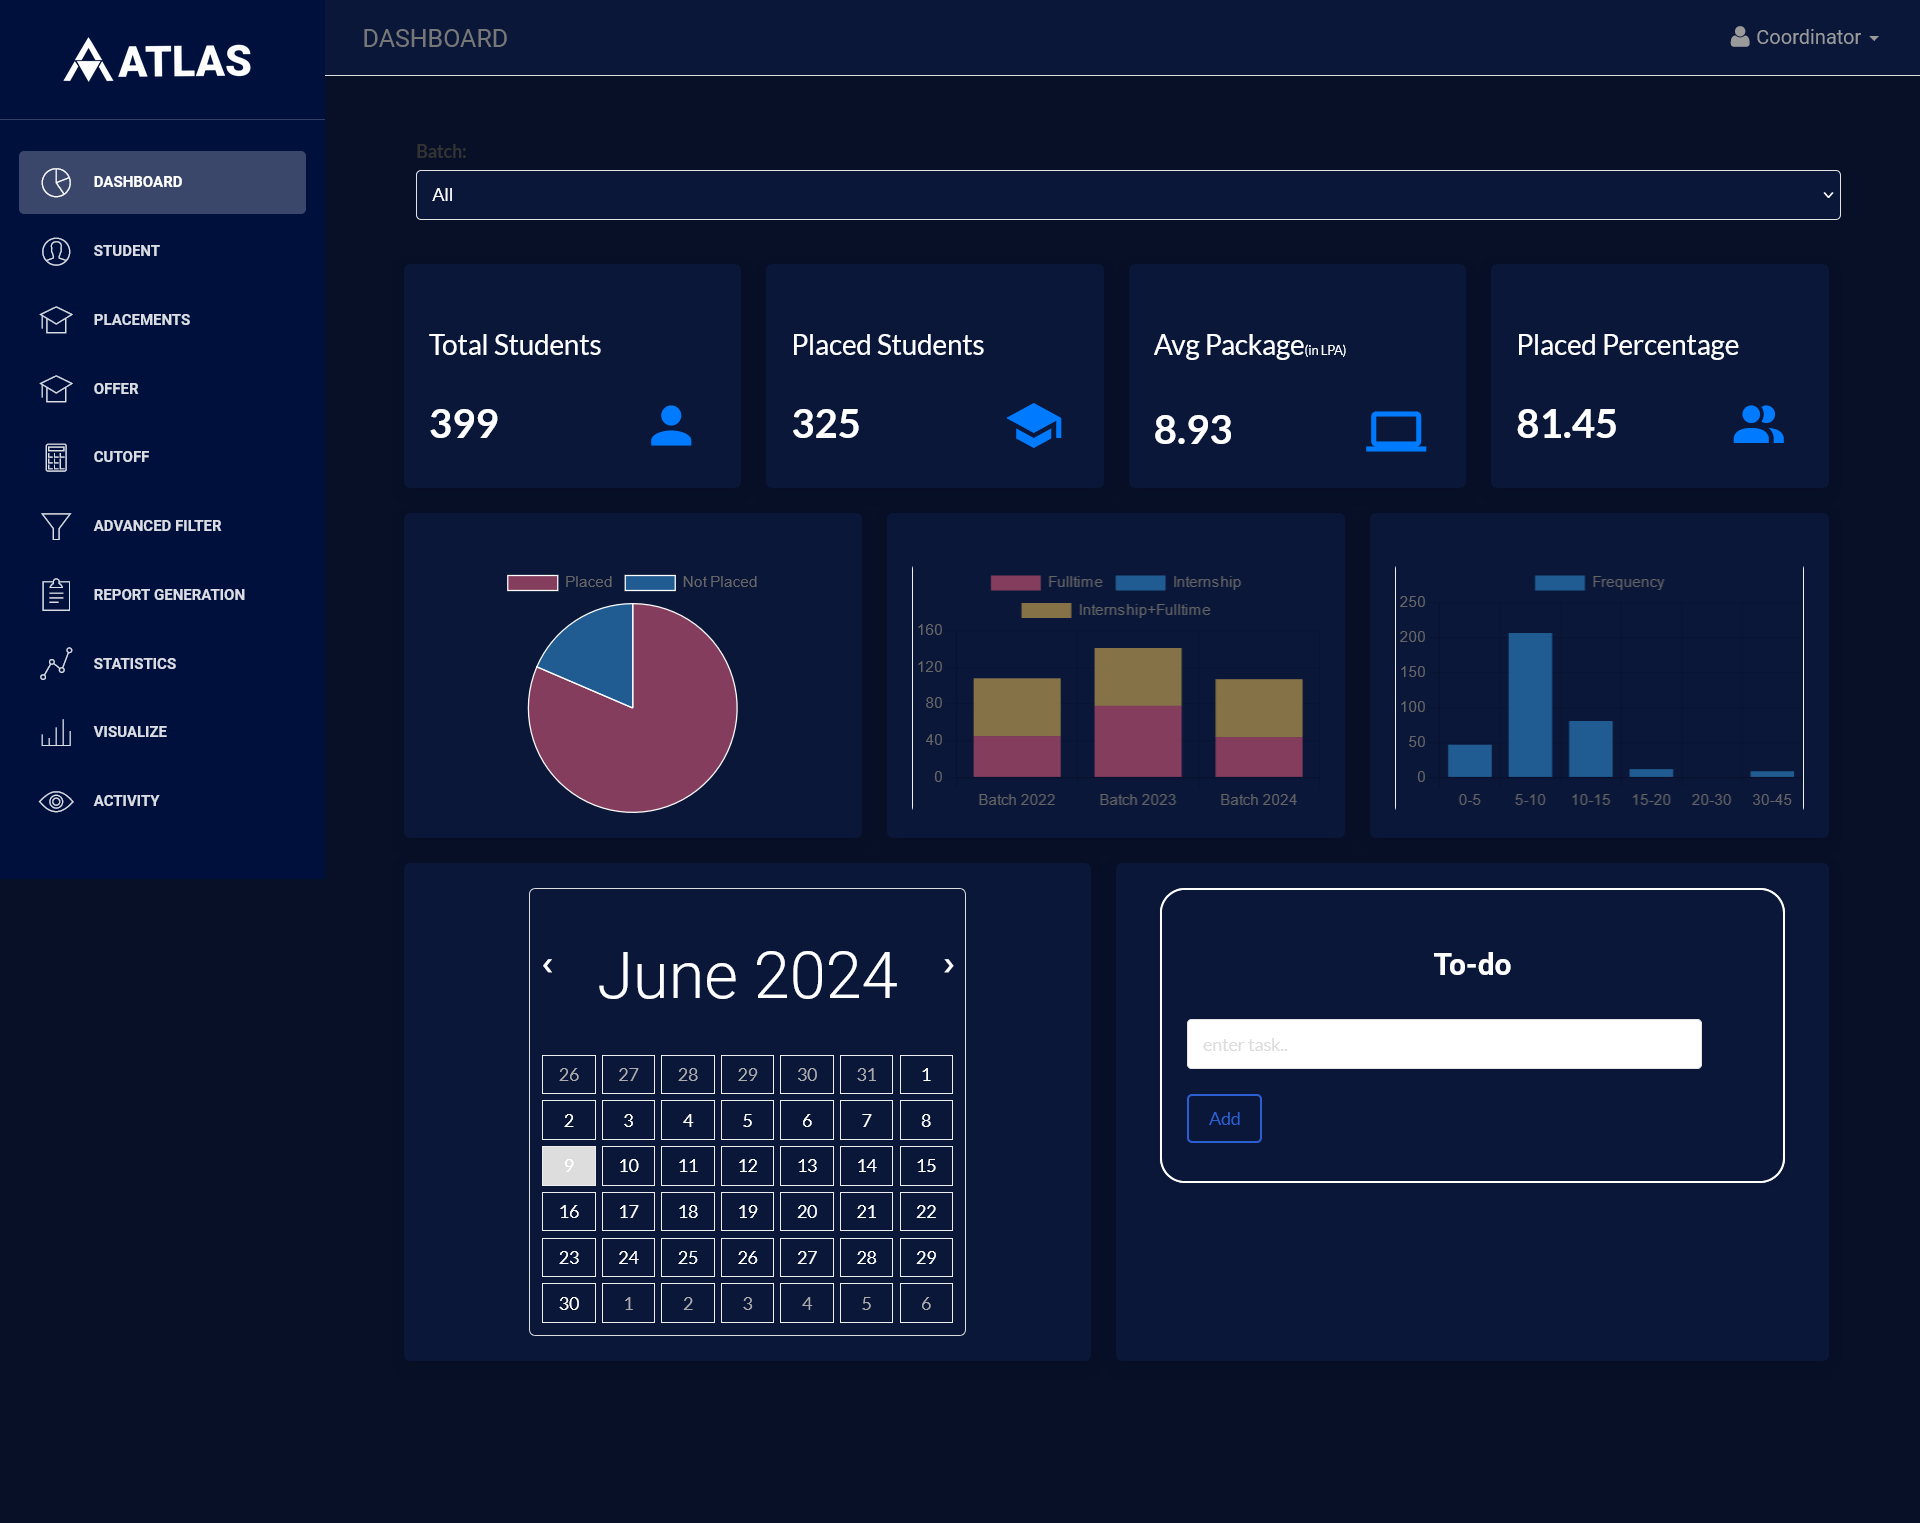 ATLAS
DASHBOARD
STUDENT
PLACEMENTS
OFFER
CUTOFF
ADVANCED FILTER
REPORT GENERATION
STATISTICS
VISUALIZE
ACTIVITY
DASHBOARD
Coordinator
Batch:
All
Total Students
399
Placed Students
325
Avg Package(in LPA)
8.93
Placed Percentage
81.45
Placed Not Placed
Fulltime Internship
Internship+Fulltime
160
120
80
40
0
Batch 2022 Batch 2023 Batch 2024
Frequency
250
200
150
100
50
0
0-5 5-10 10-15 15-20 20-30 30-45
‹ June 2024 ›
26 27 28 29 30 31 1
2 3 4 5 6 7 8
9 10 11 12 13 14 15
16 17 18 19 20 21 22
23 24 25 26 27 28 29
30 1 2 3 4 5 6
To-do
enter task..
Add